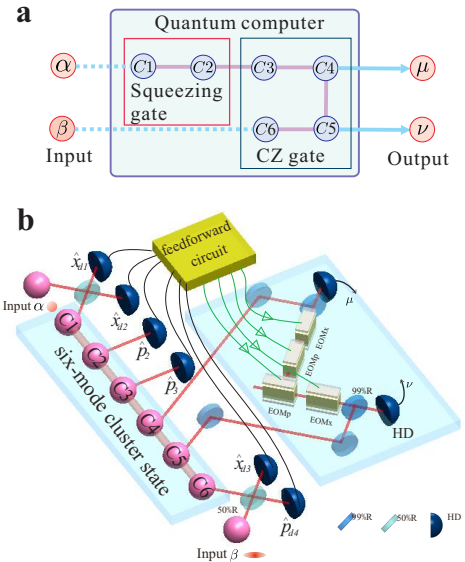 a
Quantum computer
α C1 C2 C3 C4 μ
Squeezing
gate
β C6 C5 ν
Input CZ gate Output
b
feedforward
circuit
x̂d1
Input α
x̂d2
p̂2
p̂3
C1
C2
C3
C4
C5
C6
six-mode cluster state
μ
EOMx
EOMp
EOMp
EOMx
99%R
ν
HD
x̂d3
50%R
p̂d4
Input β
99%R 50%R HD